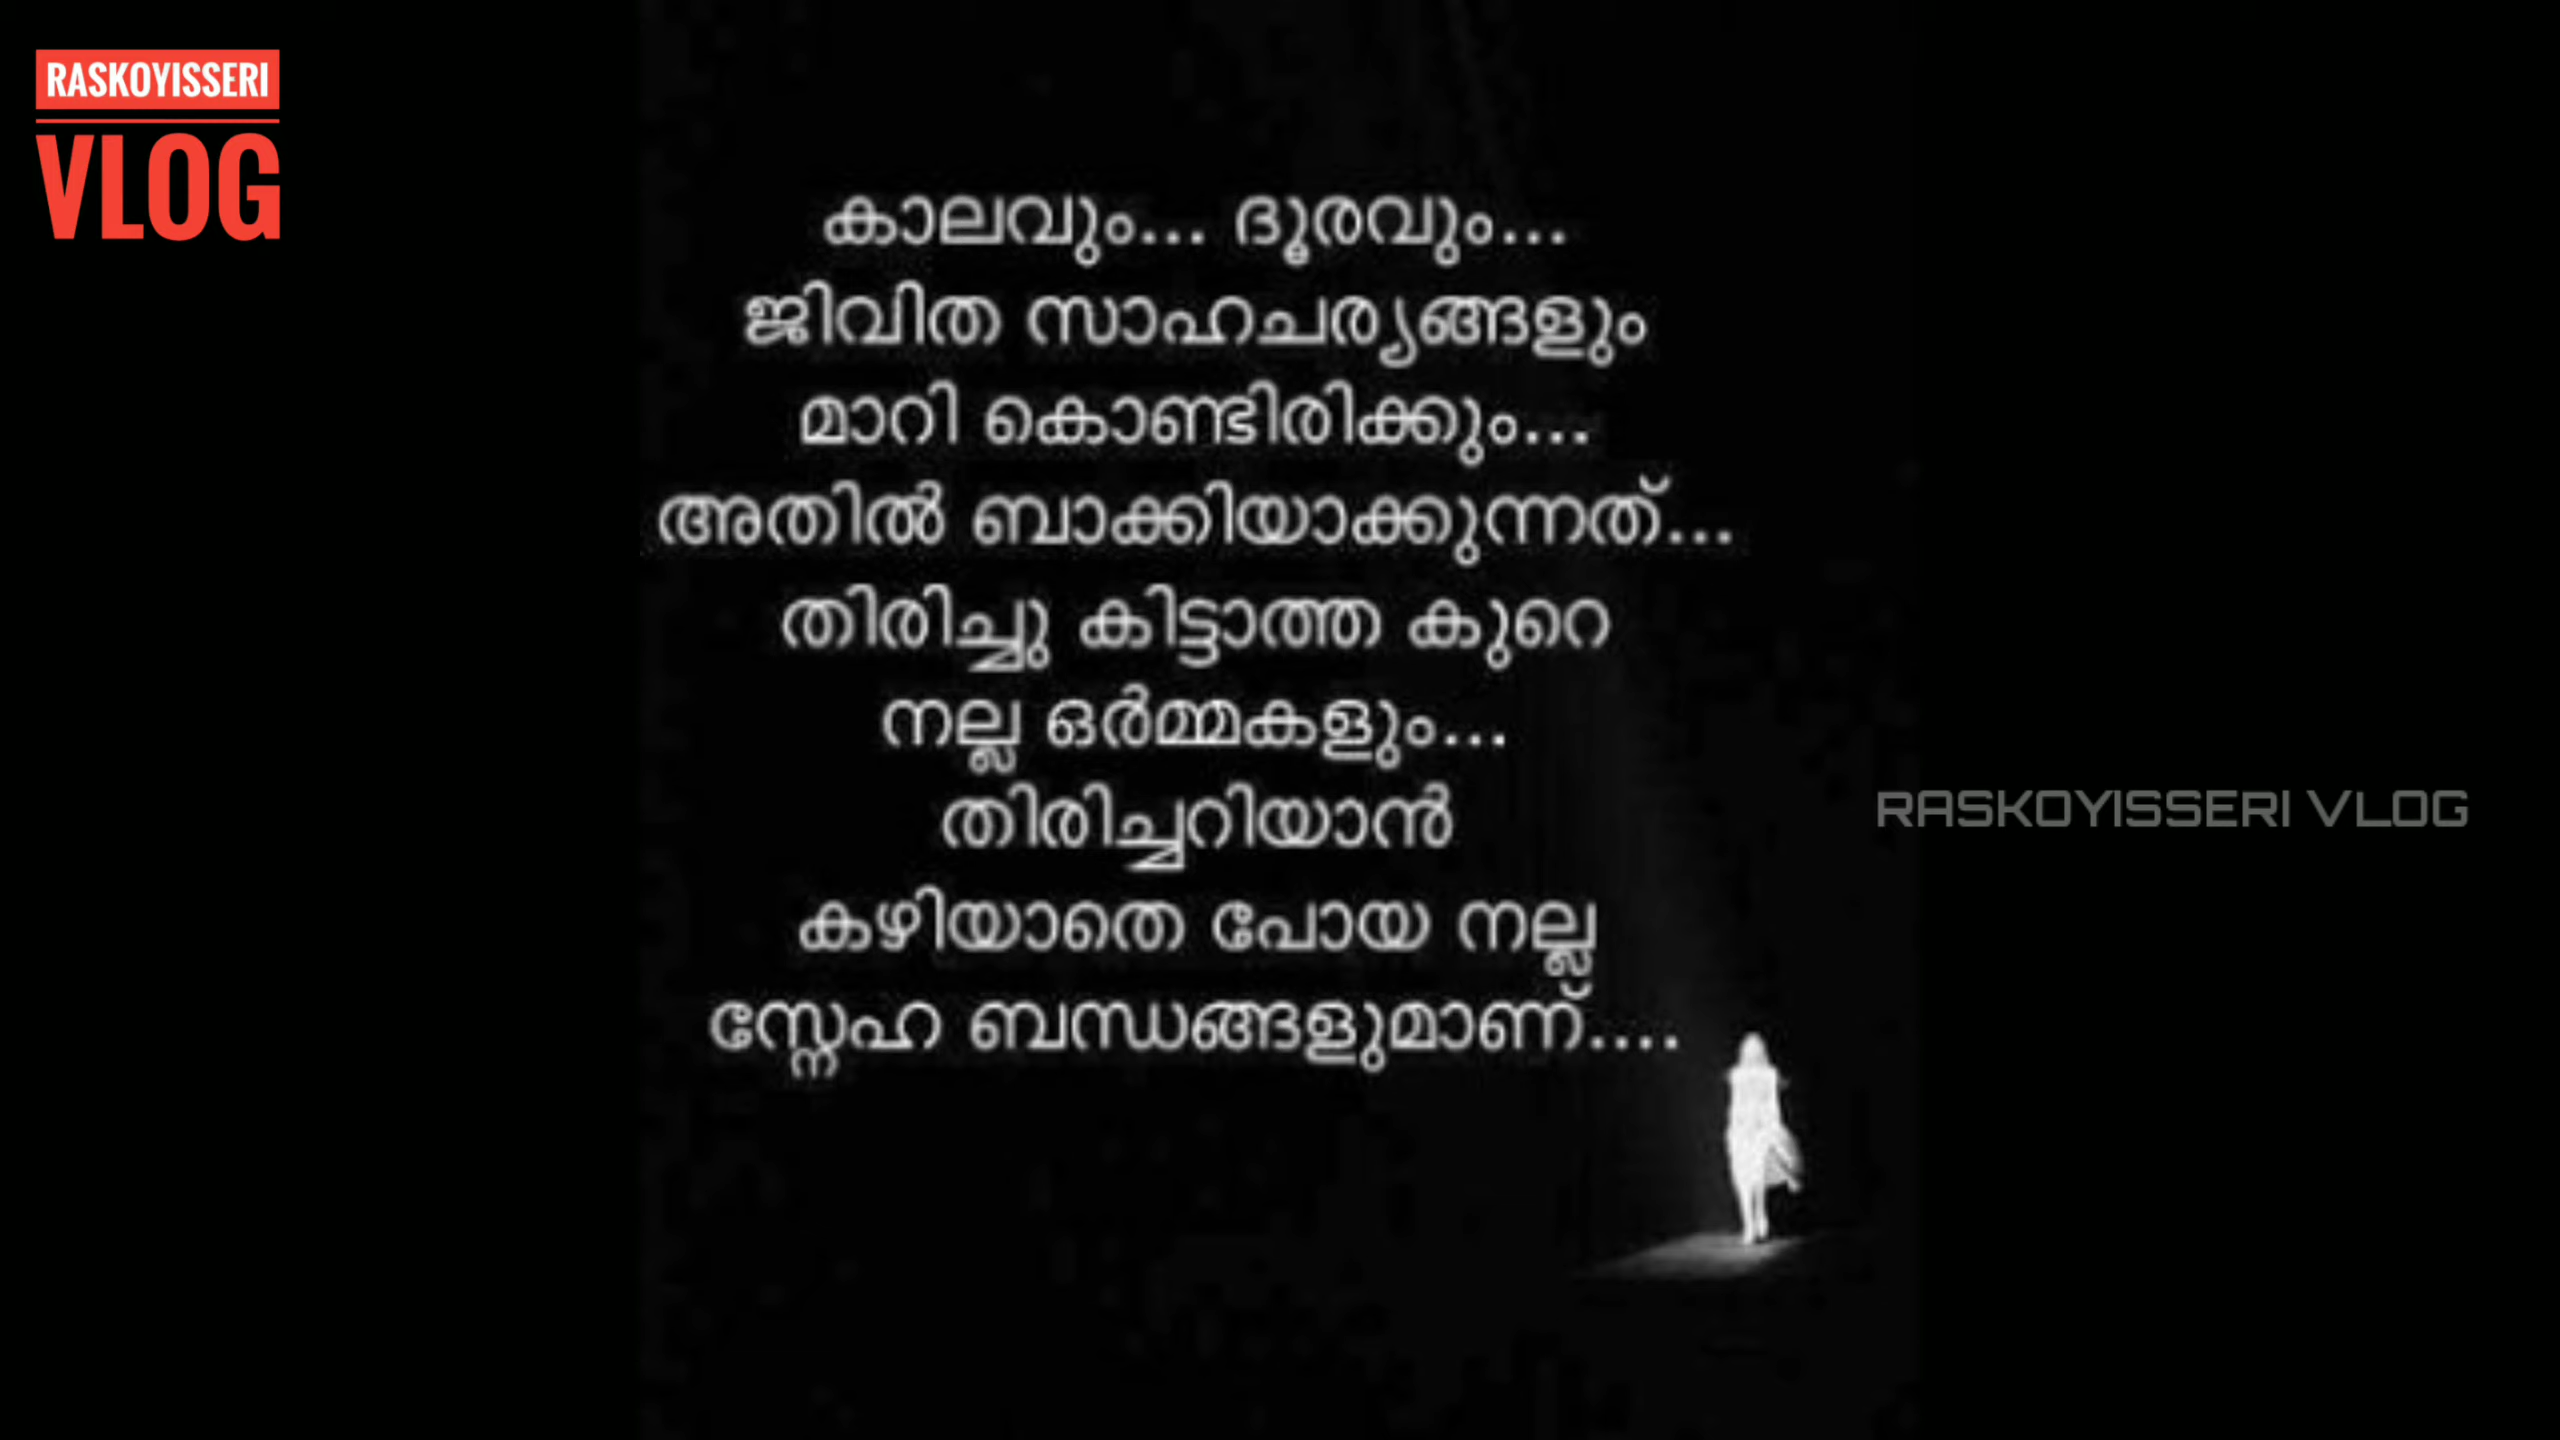 RASKOYISSERI
VLOG
കാലവും... ദൂരവും...
ജിവിത സാഹചര്യങ്ങളും
മാറി കൊണ്ടിരിക്കും...
അതിൽ ബാക്കിയാക്കുന്നത്...
തിരിച്ചു കിട്ടാത്ത കുറെ
നല്ല ഒർമ്മകളും...
തിരിച്ചറിയാൻ
കഴിയാതെ പോയ നല്ല
സ്നേഹ ബന്ധങ്ങളുമാണ്....
RASKOYISSERI VLOG